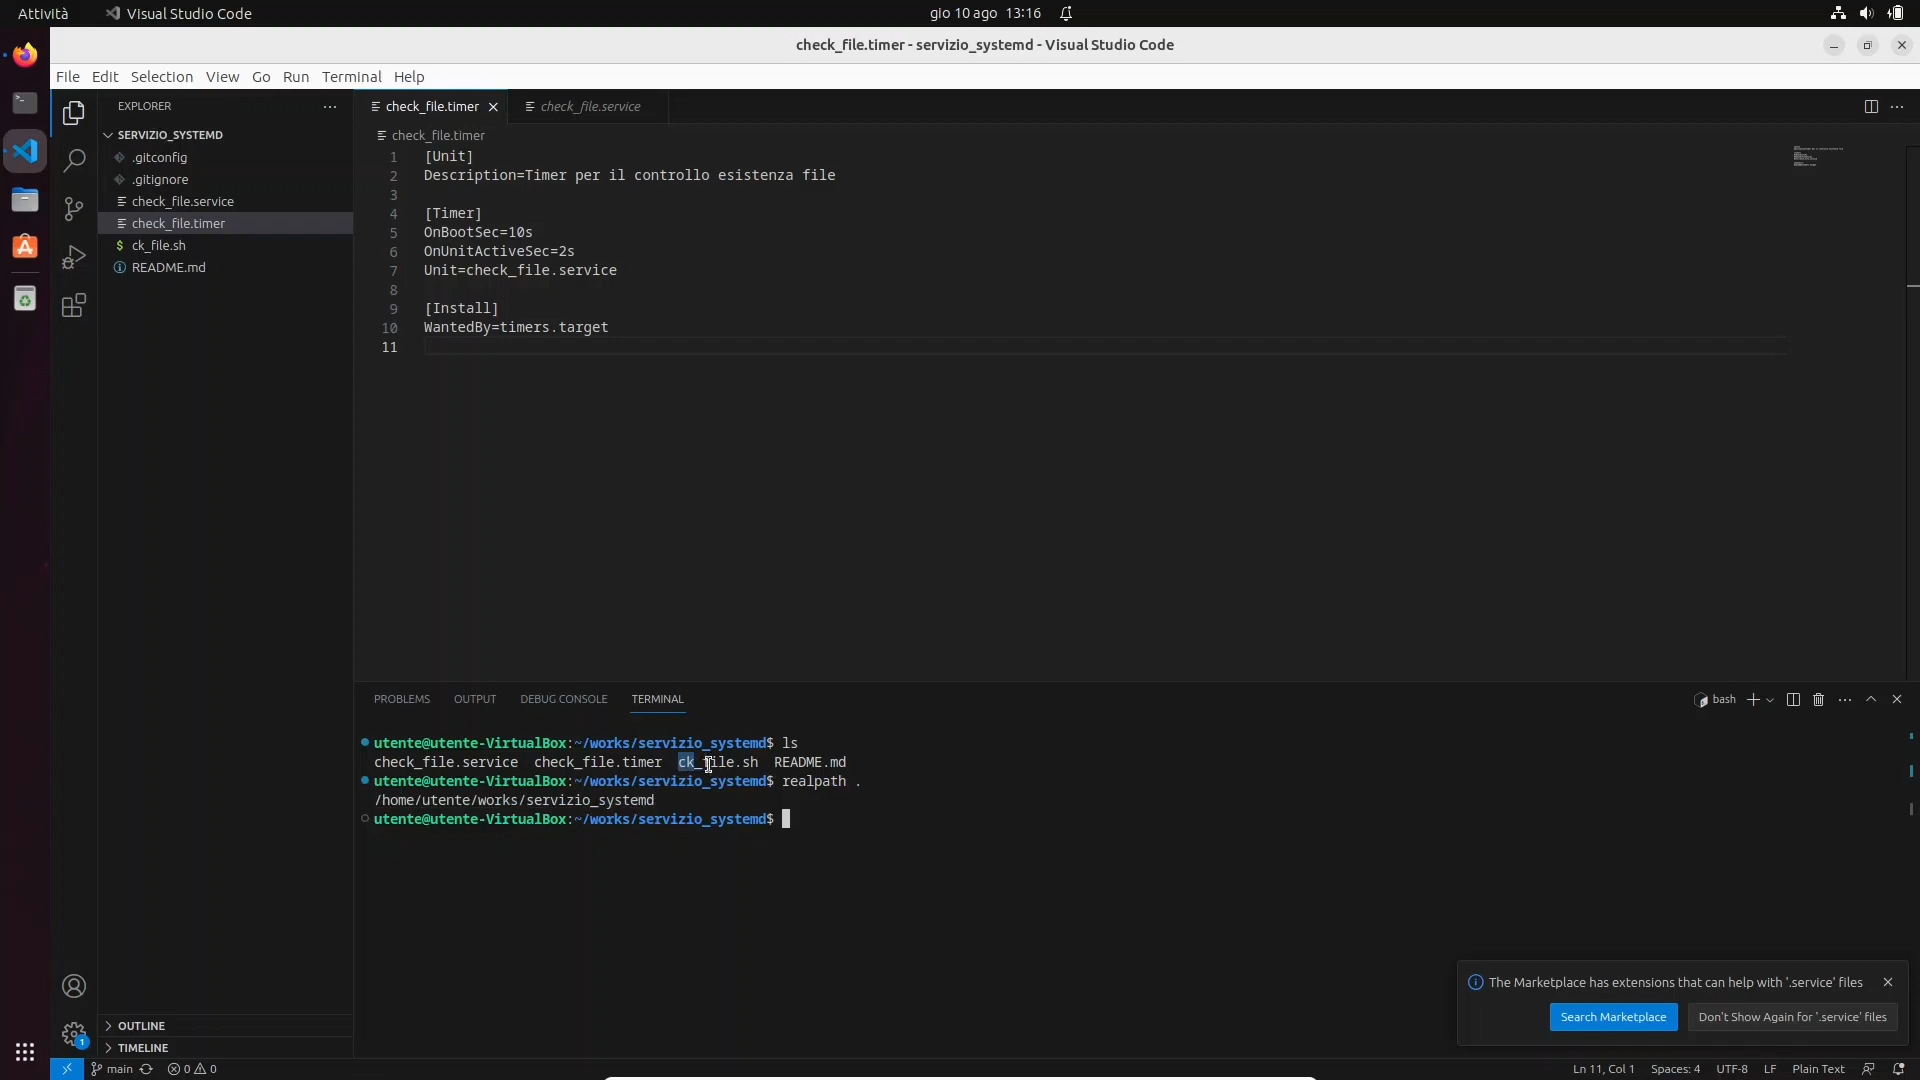 Attività Visual Studio Code gio 10 ago 13:16
check_file.timer - servizio_systemd - Visual Studio Code
File Edit Selection View Go Run Terminal Help
EXPLORER
SERVIZIO_SYSTEMD
.gitconfig
.gitignore
check_file.service
check_file.timer
$ ck_file.sh
README.md
OUTLINE
TIMELINE
check_file.timer check_file.service
check_file.timer
1 [Unit]
2 Description=Timer per il controllo esistenza file
3
4 [Timer]
5 OnBootSec=10s
6 OnUnitActiveSec=2s
7 Unit=check_file.service
8
9 [Install]
10 WantedBy=timers.target
11
PROBLEMS OUTPUT DEBUG CONSOLE TERMINAL bash
utente@utente-VirtualBox:~/works/servizio_systemd$ ls
check_file.service check_file.timer ck_file.sh README.md
utente@utente-VirtualBox:~/works/servizio_systemd$ realpath .
/home/utente/works/servizio_systemd
utente@utente-VirtualBox:~/works/servizio_systemd$
The Marketplace has extensions that can help with '.service' files
Search Marketplace Don't Show Again for '.service' files
1
main 0 0 Ln 11, Col 1 Spaces: 4 UTF-8 LF Plain Text